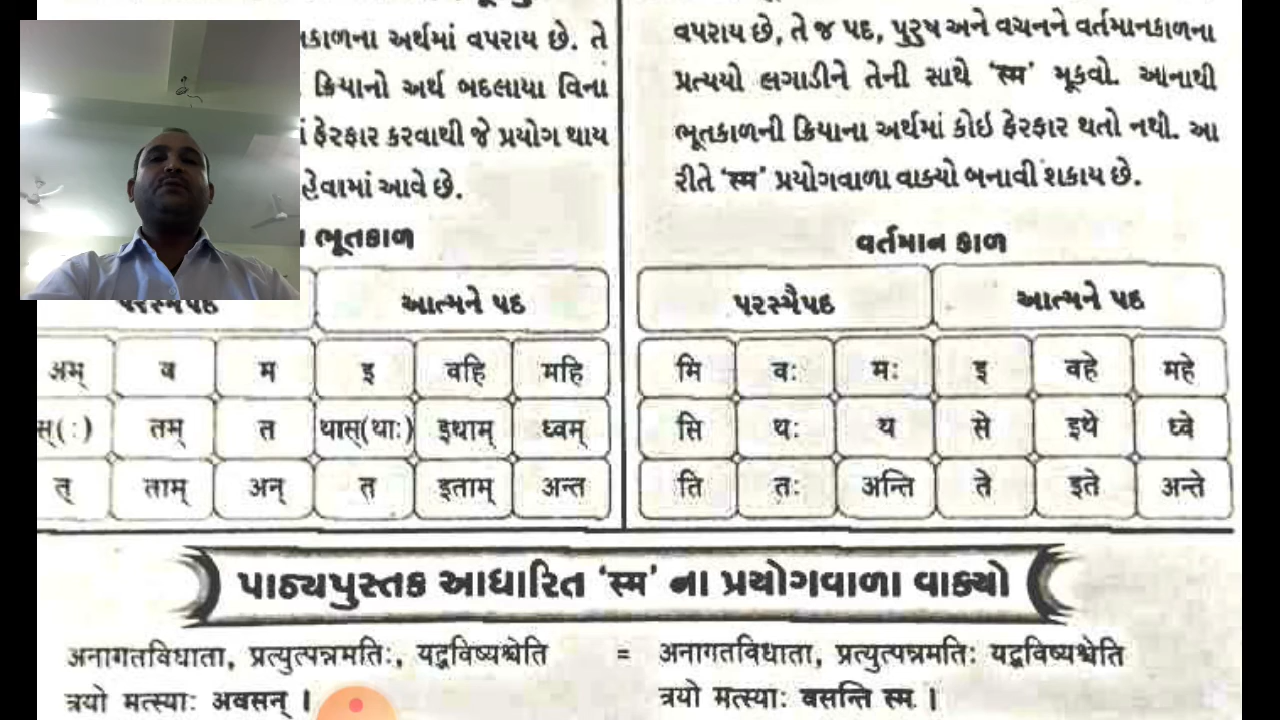 કાળના અર્થમાં વપરાય છે. તે
ક્રિયાનો અર્થ બદલાયા વિના
ફેરફાર કરવાથી જે પ્રયોગ થાય
હેવામાં આવે છે.
ભૂતકાળ
પરસ્મૈપદ આત્મને પદ
अम् व म इ वहि महि
स्(ः) तम् त थास्(थाः) इथाम् ध्वम्
त् ताम् अन् त इताम् अन्त
વપરાય છે, તે જ પદ, પુરુષ અને વચનને વર્તમાનકાળના
પ્રત્યયો લગાડીને તેની સાથે ‘स्म’ મૂકવો. આનાથી
ભૂતકાળની ક્રિયાના અર્થમાં કોઇ ફેરફાર થતો નથી. આ
રીતે ‘स्म’ પ્રયોગવાળા વાક્યો બનાવી શકાય છે.
વર્તમાન કાળ
પરસ્મૈપદ આત્મને પદ
मि वः मः इ वहे महे
सि थः थ से इथे ध्वे
ति तः अन्ति ते इते अन्ते
પાઠ્યપુસ્તક આધારિત ‘स्म’ ના પ્રયોગવાળા વાક્યો
अनागतविधाता, प्रत्युत्पन्नमतिः, यद्भविष्यश्चेति = अनागतविधाता, प्रत्युत्पन्नमतिः यद्भविष्यश्चेति
त्रयो मत्स्याः अवसन् । त्रयो मत्स्याः वसन्ति स्म ।